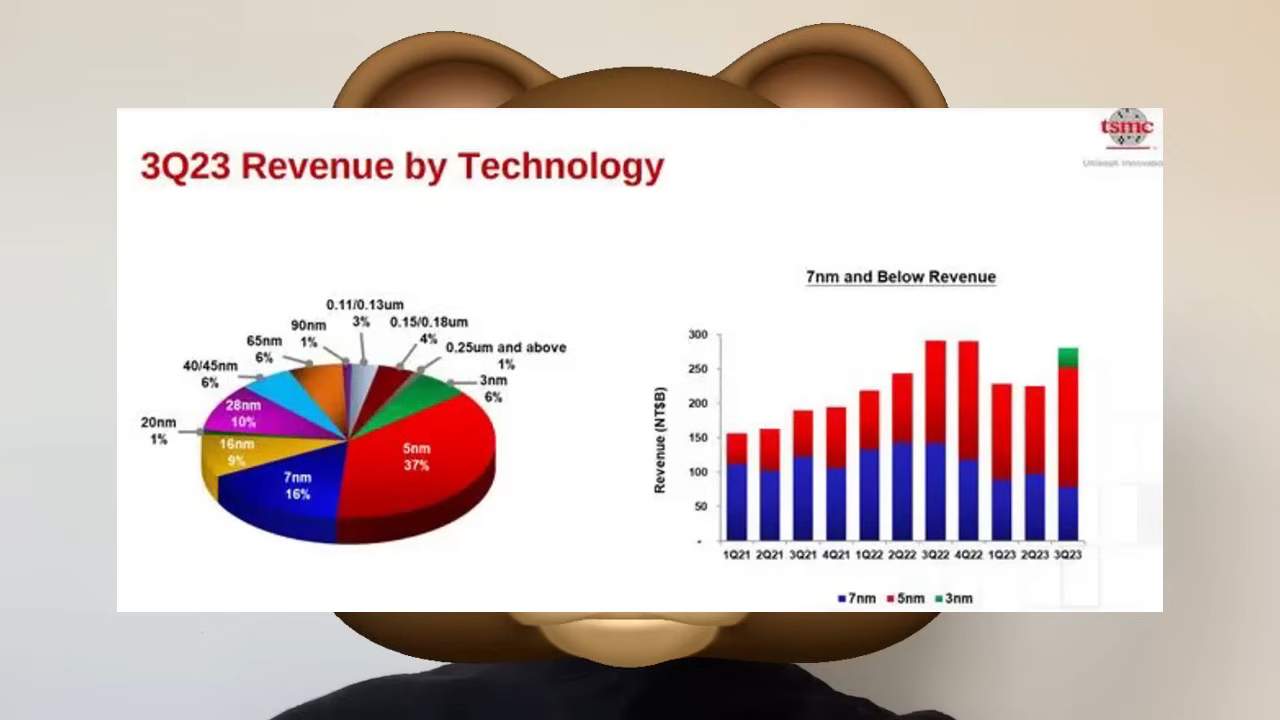 tsmc
3Q23 Revenue by Technology
0.11/0.13um
3%
0.15/0.18um
4%
90nm
1%
65nm
6%
0.25um and above
1%
40/45nm
6%
3nm
6%
28nm
10%
20nm
1%
16nm
9%
5nm
37%
7nm
16%
7nm and Below Revenue
Revenue (NT$B)
300
250
200
150
100
50
-
1Q21 2Q21 3Q21 4Q21 1Q22 2Q22 3Q22 4Q22 1Q23 2Q23 3Q23
7nm 5nm 3nm